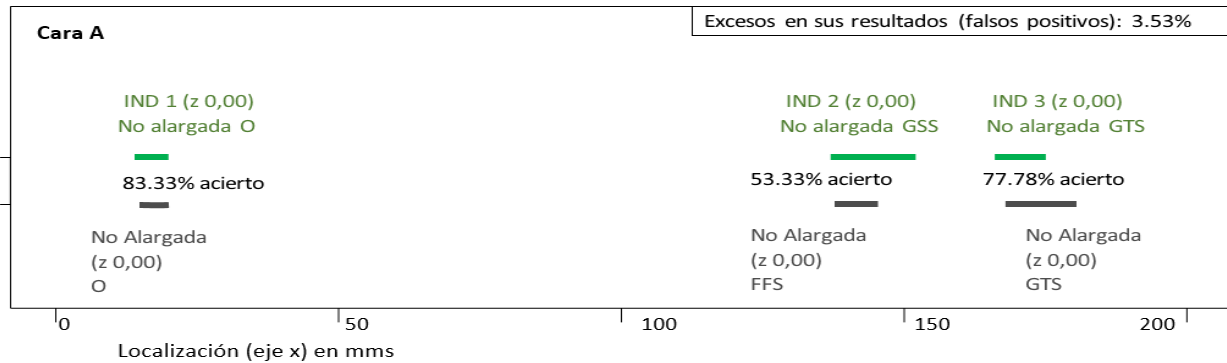 Excesos en sus resultados (falsos positivos): 3.53%
Cara A
IND 1 (z 0,00)
No alargada O
IND 2 (z 0,00)
No alargada GSS
IND 3 (z 0,00)
No alargada GTS
83.33% acierto
53.33% acierto
77.78% acierto
No Alargada
(z 0,00)
O
No Alargada
(z 0,00)
FFS
No Alargada
(z 0,00)
GTS
0
50
100
150
200
Localización (eje x) en mms